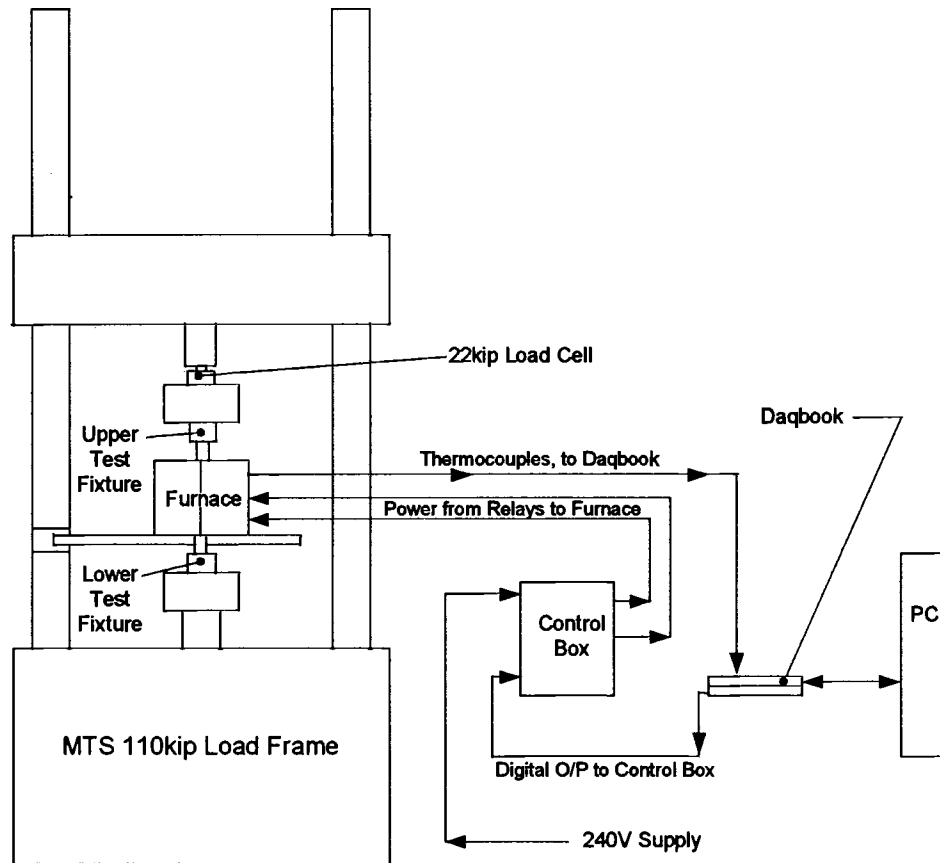 22kip Load Cell
Upper
Test
Fixture
Daqbook
Thermocouples, to Daqbook
Furnace
Power from Relays to Furnace
Lower
Test
Fixture
Control
Box
PC
MTS 110kip Load Frame
Digital O/P to Control Box
240V Supply